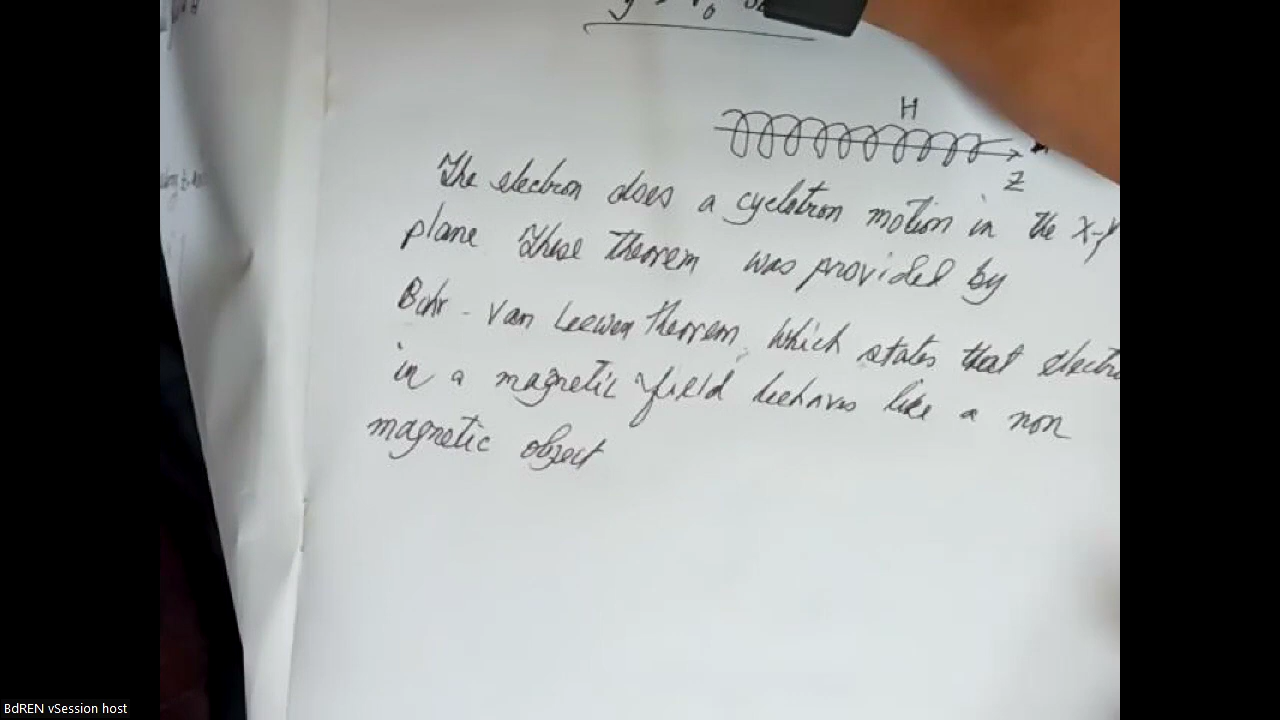 H
Z
The electron does a cyclotron motion in the X-Y
plane These theorem was provided by
Bohr - Van Leewen theorem, which states that electro
in a magnetic field behaves like a non
magnetic object
BdREN vSession host